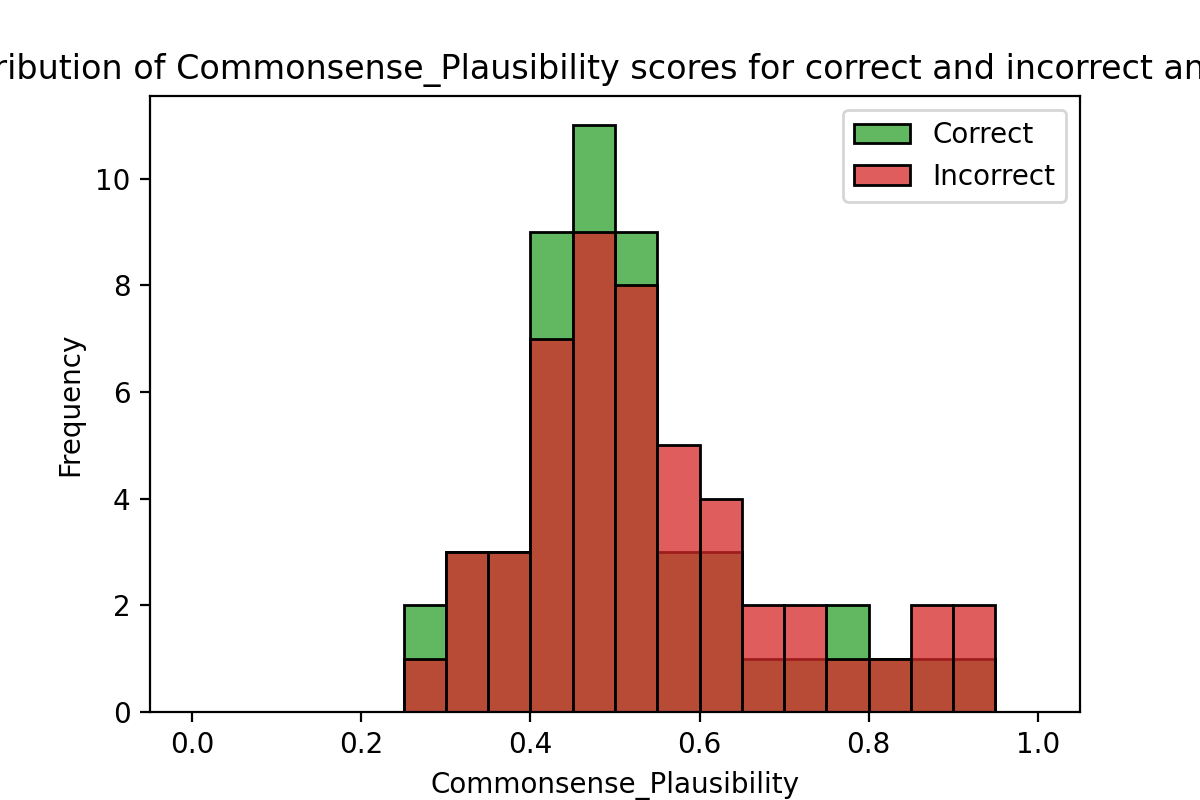 ribution of Commonsense_Plausibility scores for correct and incorrect an
Correct
Incorrect
10
8
6
4
2
0
Frequency
0.0 0.2 0.4 0.6 0.8 1.0
Commonsense_Plausibility